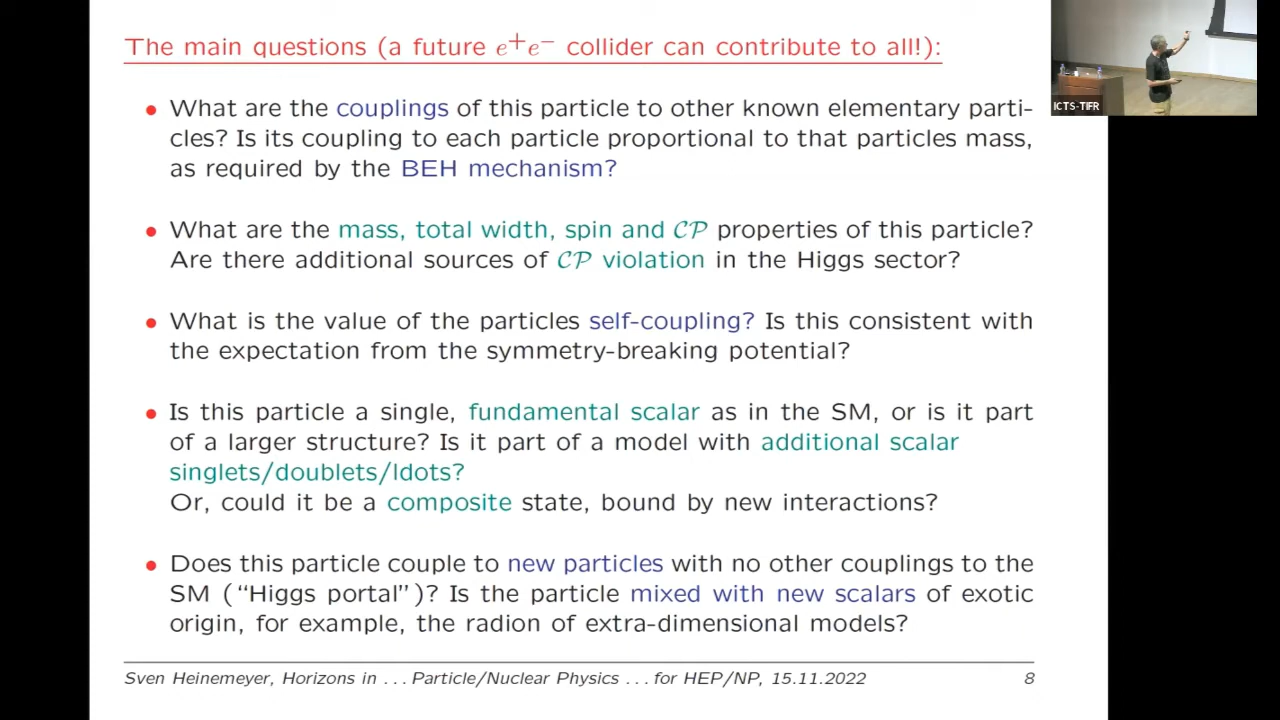 The main questions (a future e⁺e⁻ collider can contribute to all!):
• What are the couplings of this particle to other known elementary parti-
cles? Is its coupling to each particle proportional to that particles mass,
as required by the BEH mechanism?
• What are the mass, total width, spin and CP properties of this particle?
Are there additional sources of CP violation in the Higgs sector?
• What is the value of the particles self-coupling? Is this consistent with
the expectation from the symmetry-breaking potential?
• Is this particle a single, fundamental scalar as in the SM, or is it part
of a larger structure? Is it part of a model with additional scalar
singlets/doublets/ldots?
Or, could it be a composite state, bound by new interactions?
• Does this particle couple to new particles with no other couplings to the
SM (“Higgs portal”)? Is the particle mixed with new scalars of exotic
origin, for example, the radion of extra-dimensional models?
Sven Heinemeyer, Horizons in ... Particle/Nuclear Physics ... for HEP/NP, 15.11.2022 8
ICTS-TIFR